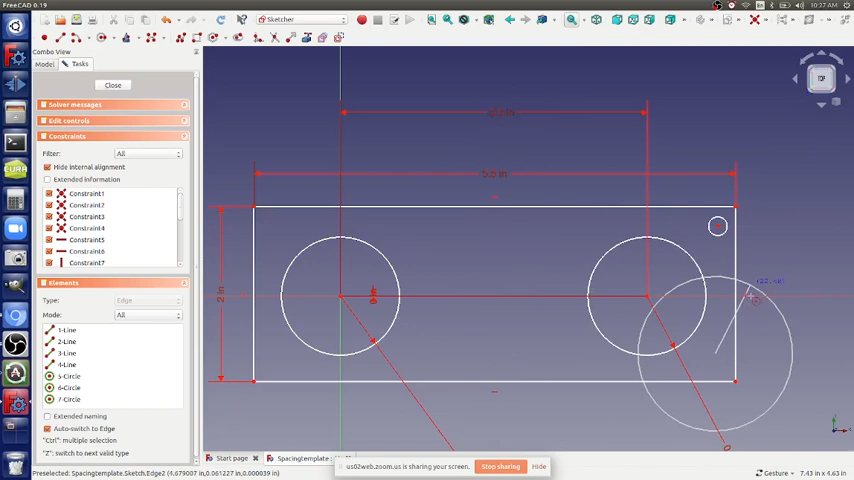 FreeCAD 0.19
En
10:27 AM
Sketcher
Combo View
Model
Tasks
Close
Solver messages
Edit controls
Constraints
Filter:
All
Hide internal alignment
Extended information
Constraint1
Constraint2
Constraint3
Constraint4
Constraint5
Constraint6
Constraint7
Elements
Type:
Edge
Mode:
All
1-Line
2-Line
3-Line
4-Line
5-Circle
6-Circle
7-Circle
Extended naming
Auto-switch to Edge
"Ctrl": multiple selection
"Z": switch to next valid type
TOP
2 in
Start page
Spacingtemplate
us02web.zoom.us is sharing your screen.
Stop sharing
Hide
Preselected: Spacingtemplate.Sketch.Edge2 (4.679007 in,0.061227 in,0.000039 in)
Gesture
7.43 in x 4.63 in